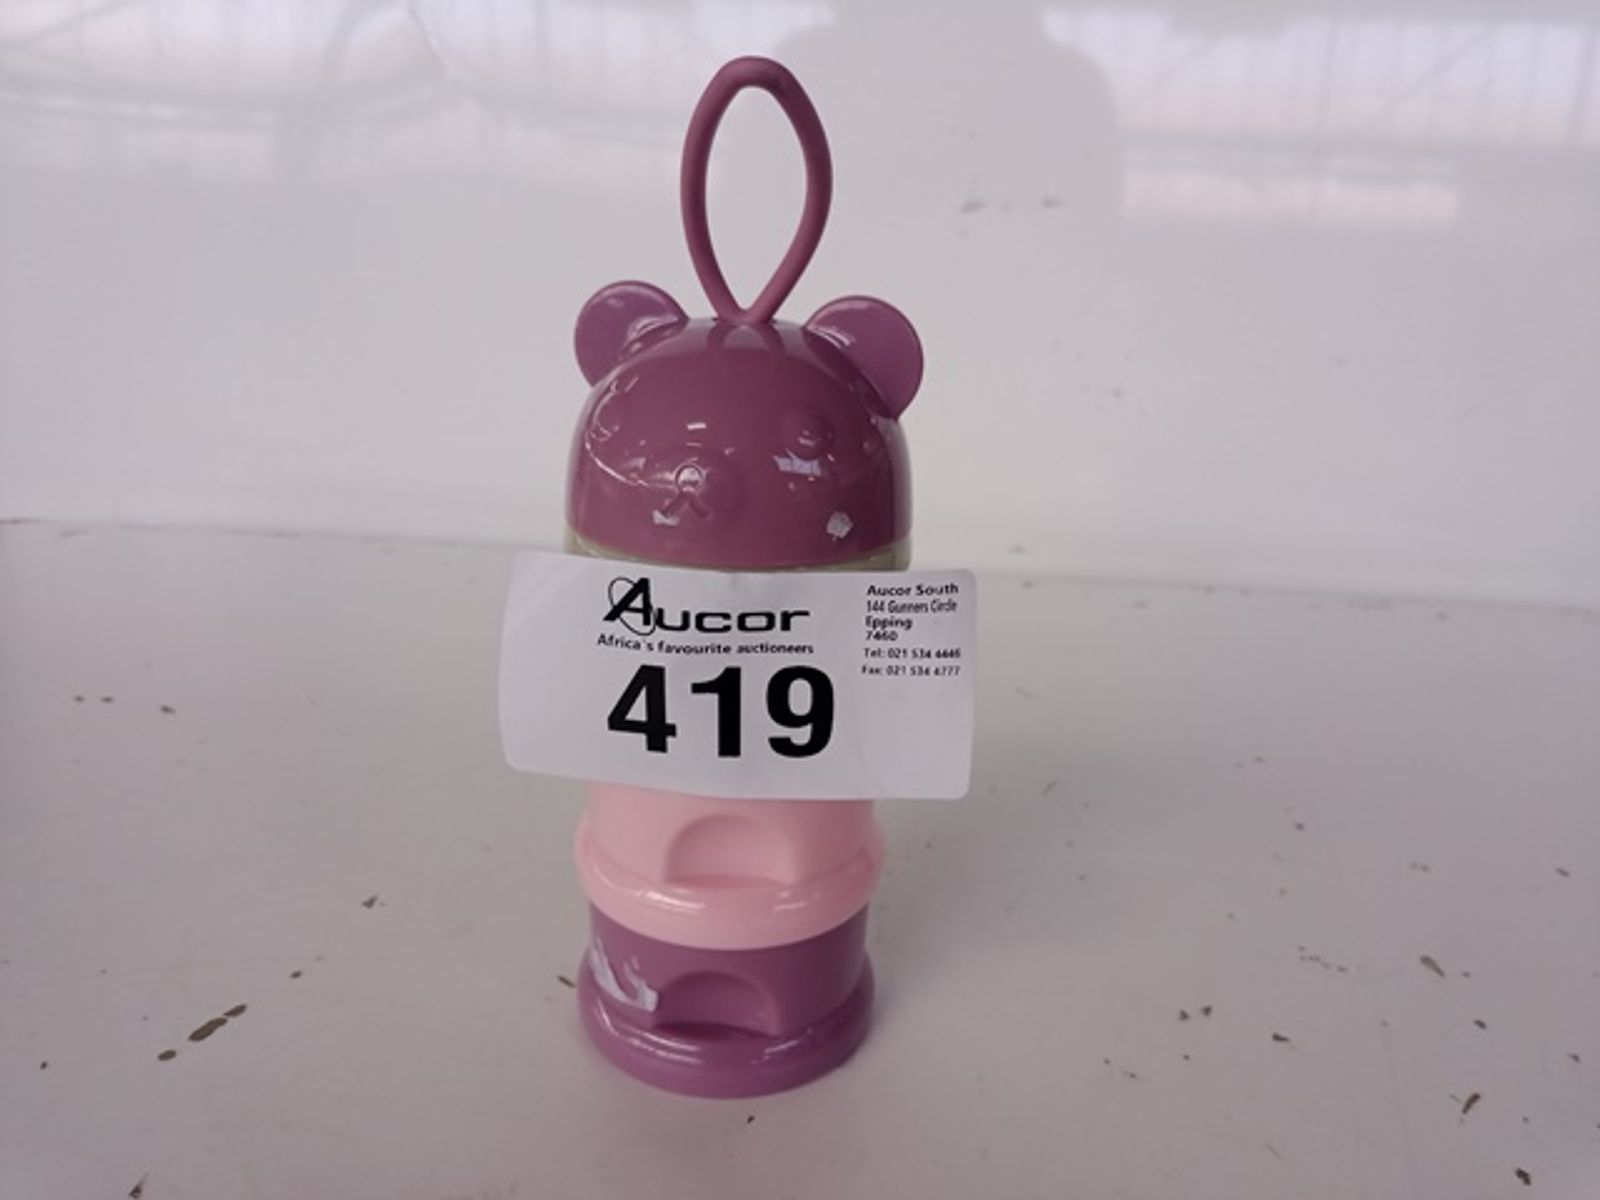 Aucor
Africa's favourite auctioneers
419
Aucor South
144 Gunners Circle
Epping
7460
Tel: 021 534 4446
Fax: 021 534 4777